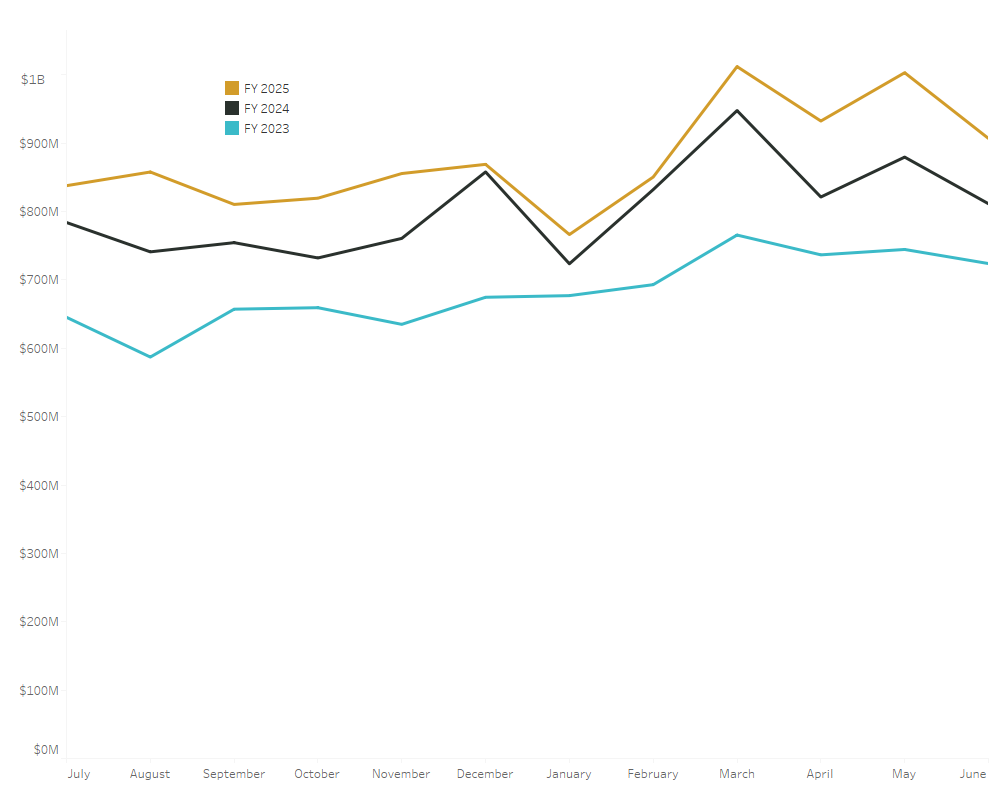 $1B
$900M
$800M
$700M
$600M
$500M
$400M
$300M
$200M
$100M
$0M
FY 2025
FY 2024
FY 2023
July August September October November December January February March April May June